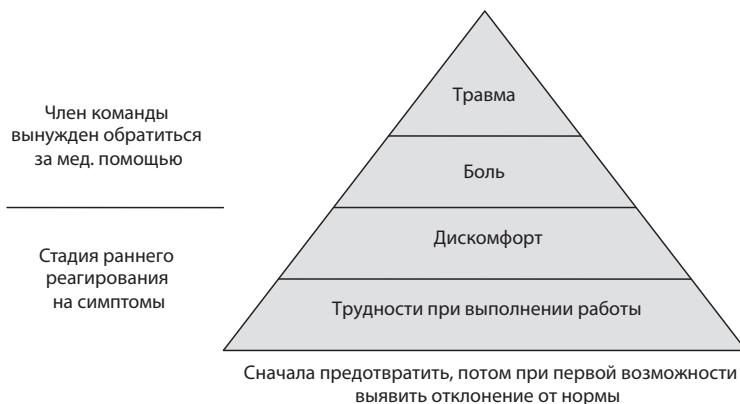 Травма
Член команды
вынужден обратиться
за мед. помощью
Боль
Дискомфорт
Стадия раннего
реагирования
на симптомы
Трудности при выполнении работы
Сначала предотвратить, потом при первой возможности
выявить отклонение от нормы